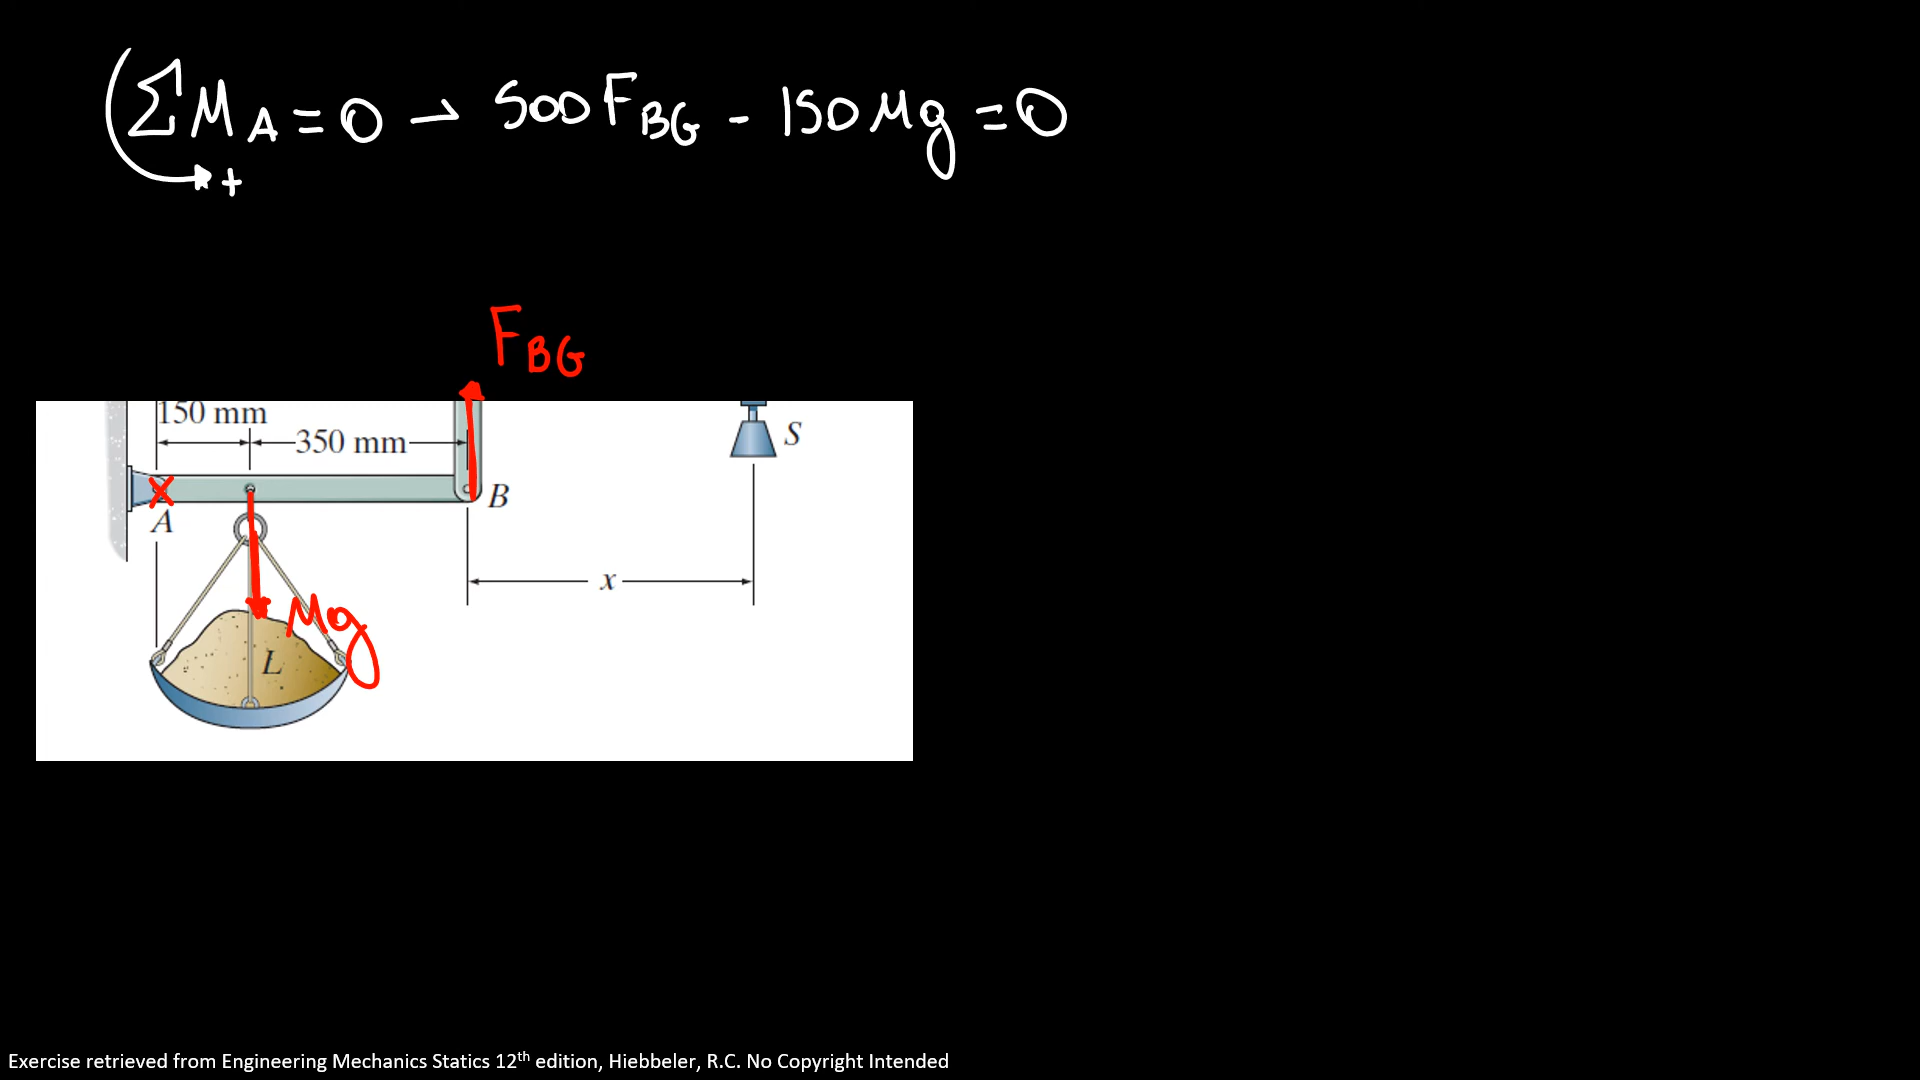 ΣM_A = 0 → 500 F_BG - 150 Mg = 0
+
F_BG
150 mm
350 mm
S
B
A
x
Mg
L
Exercise retrieved from Engineering Mechanics Statics 12th edition, Hiebbeler, R.C. No Copyright Intended